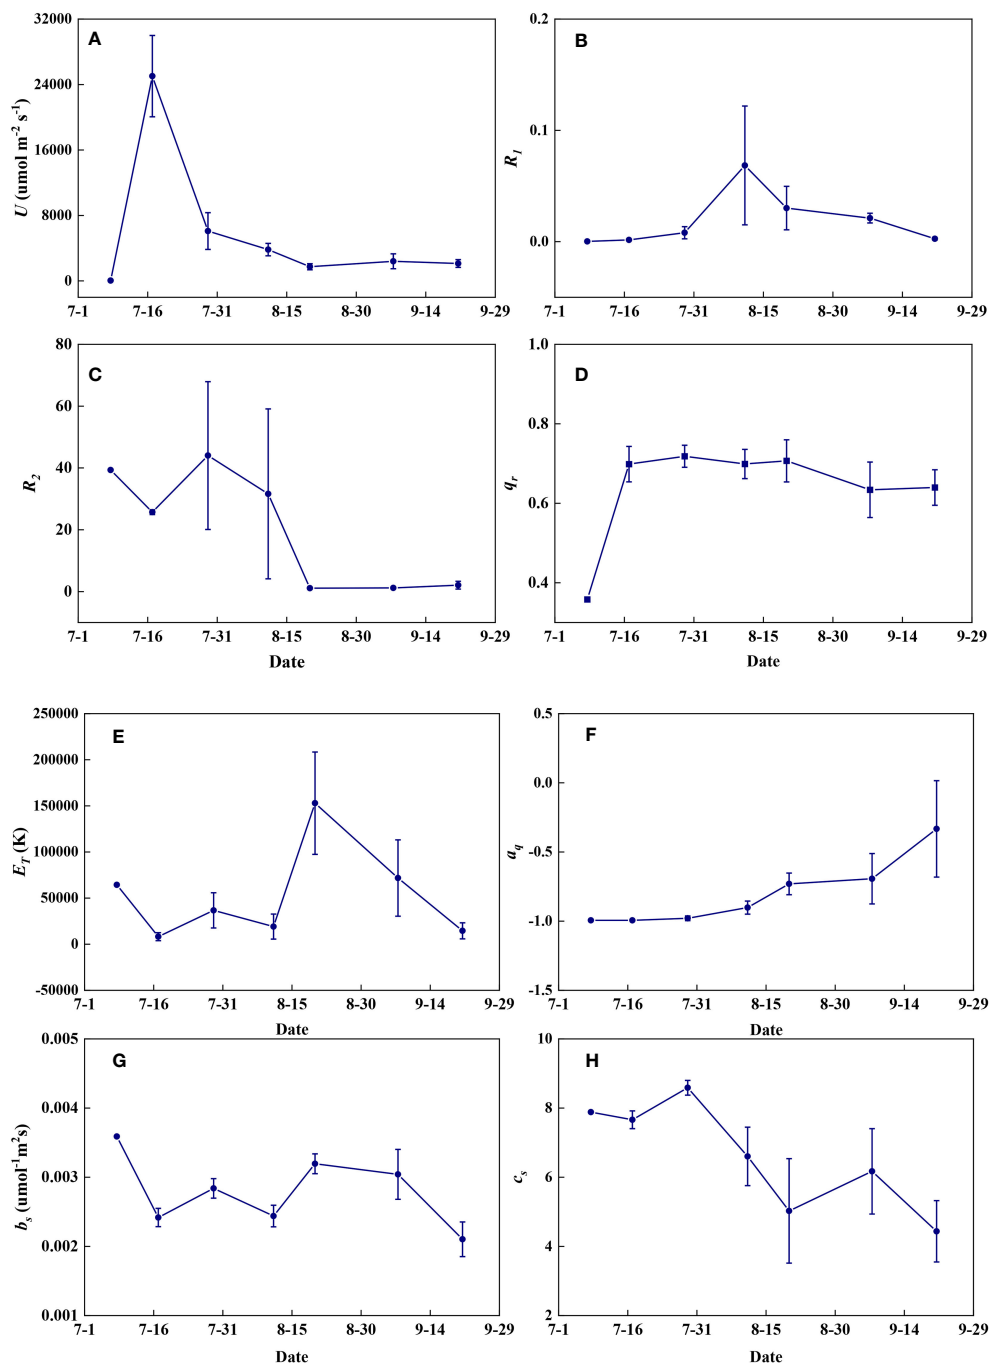 A
U (umol m-2 s-1)
32000
24000
16000
8000
0
7-1 7-16 7-31 8-15 8-30 9-14 9-29
B
R1
0.2
0.1
0.0
7-1 7-16 7-31 8-15 8-30 9-14 9-29
C
R2
80
60
40
20
0
7-1 7-16 7-31 8-15 8-30 9-14 9-29
Date
D
qr
1.0
0.8
0.6
0.4
7-1 7-16 7-31 8-15 8-30 9-14 9-29
Date
E
ET (K)
250000
200000
150000
100000
50000
0
-50000
7-1 7-16 7-31 8-15 8-30 9-14 9-29
Date
F
aq
0.5
0.0
-0.5
-1.0
-1.5
7-1 7-16 7-31 8-15 8-30 9-14 9-29
Date
G
bs (umol-1m2s)
0.005
0.004
0.003
0.002
0.001
7-1 7-16 7-31 8-15 8-30 9-14 9-29
Date
H
cs
10
8
6
4
2
7-1 7-16 7-31 8-15 8-30 9-14 9-29
Date